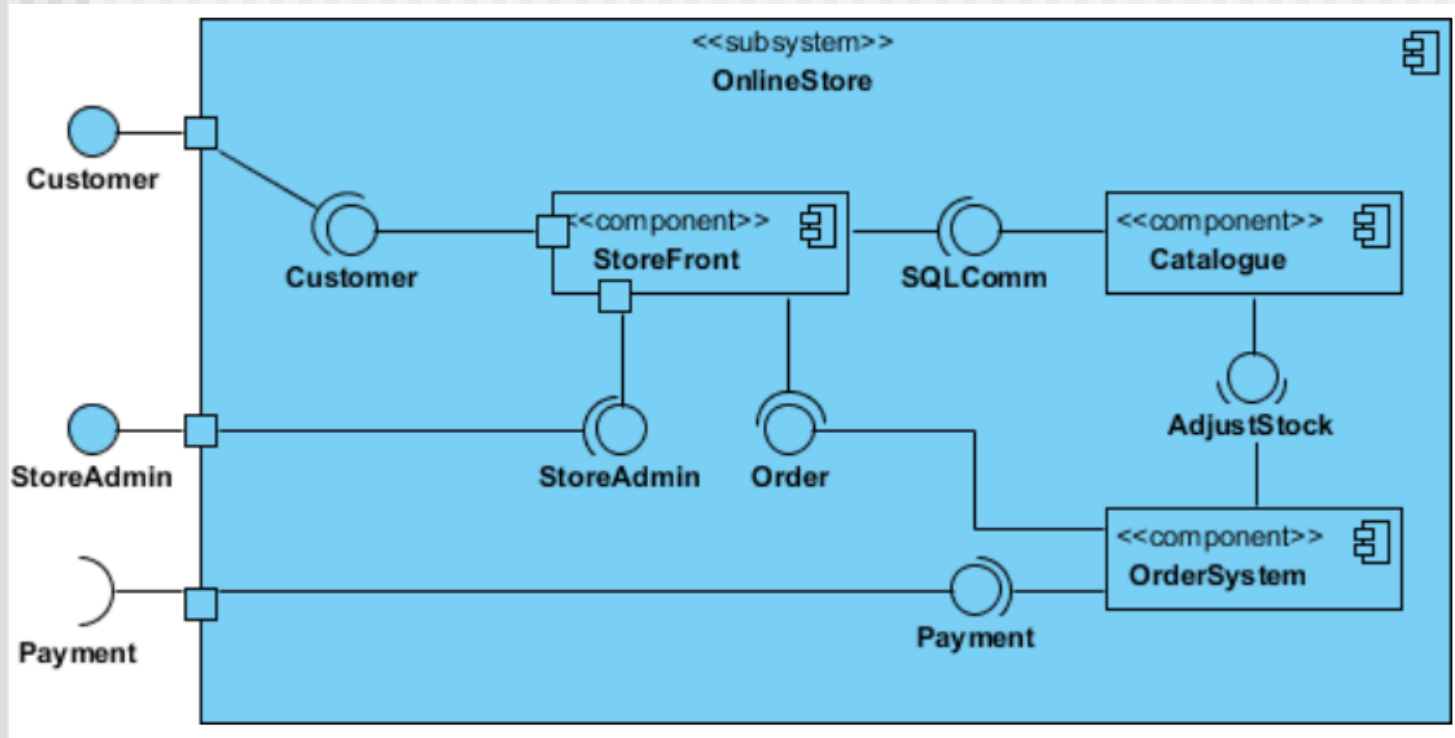 <<subsystem>>
OnlineStore
Customer
<<component>>
StoreFront
Customer
SQLComm
<<component>>
Catalogue
AdjustStock
StoreAdmin
StoreAdmin
Order
<<component>>
OrderSystem
Payment
Payment